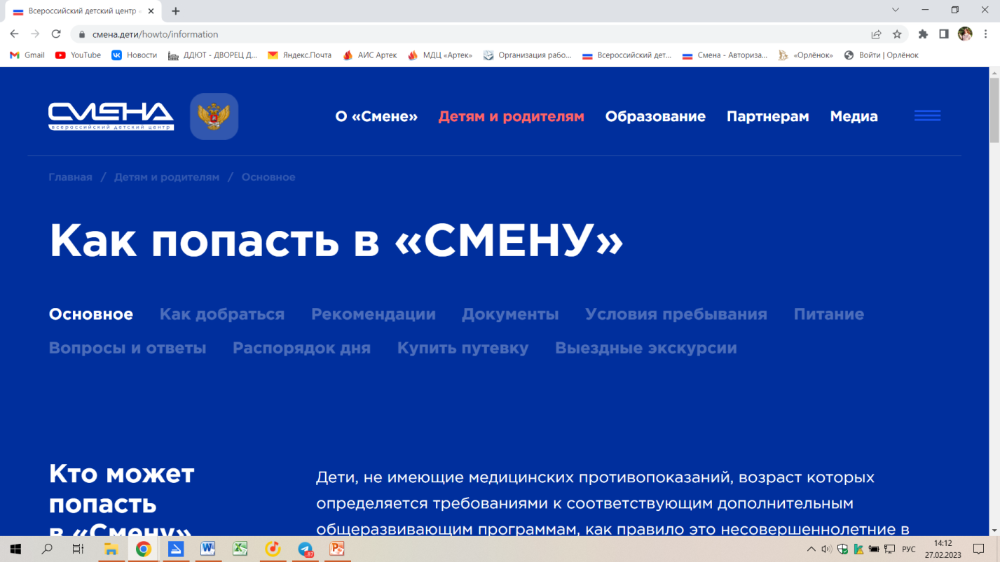 Всероссийский детский центр «
смена.дети/howto/information
Gmail YouTube Новости ДДЮТ - ДВОРЕЦ Д... Яндекс.Почта АИС Артек МДЦ «Артек» Организация рабо... Всероссийский дет... Смена - Авториза... «Орлёнок» Войти | Орлёнок
СМЕНА
всероссийский детский центр
О «Смене» Детям и родителям Образование Партнерам Медиа
Главная / Детям и родителям / Основное
Как попасть в «СМЕНУ»
Основное Как добраться Рекомендации Документы Условия пребывания Питание
Вопросы и ответы Распорядок дня Купить путевку Выездные экскурсии
Кто может
попасть
в «Смену»
Дети, не имеющие медицинских противопоказаний, возраст которых
определяется требованиями к соответствующим дополнительным
общеразвивающим программам, как правило это несовершеннолетние в
87
РУС
14:12
27.02.2023